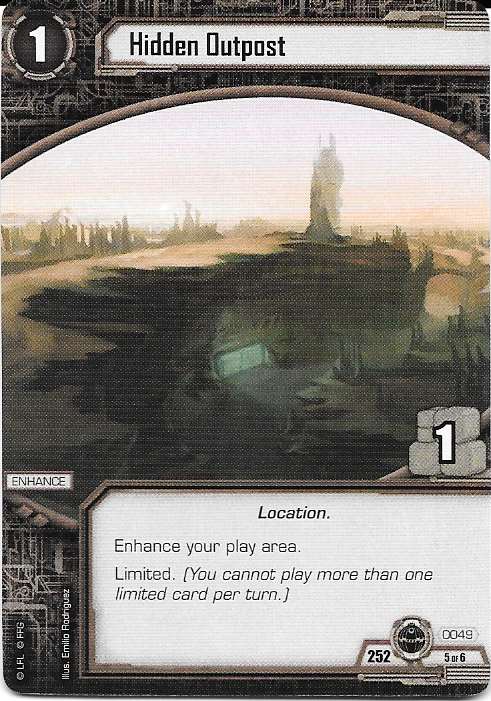 1
Hidden Outpost
1
ENHANCE
Location.
Enhance your play area.
Limited. (You cannot play more than one
limited card per turn.)
© LFL © FFG
Illus. Emilio Rodriguez
252
0049
5 OF 6